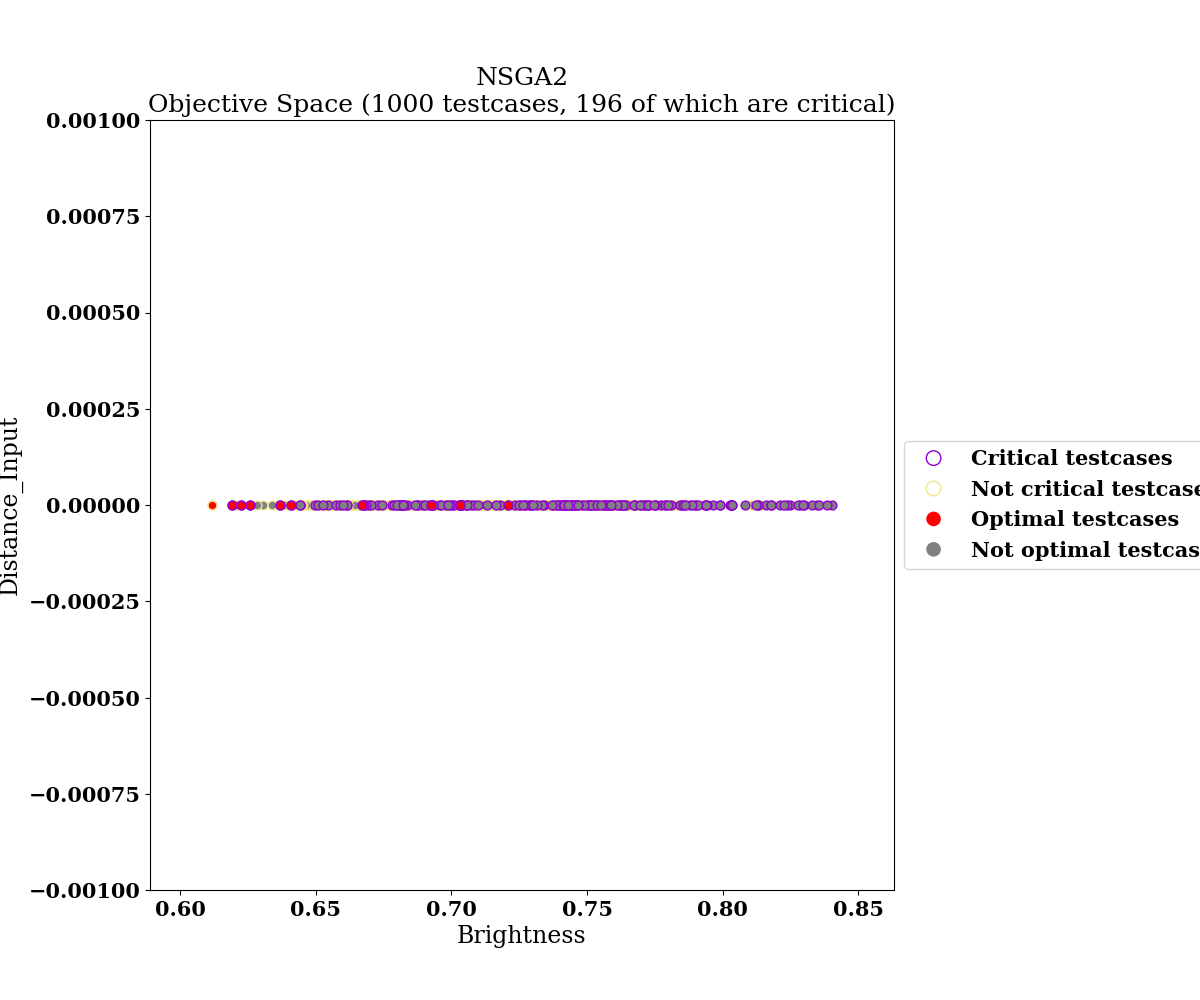 NSGA2
Objective Space (1000 testcases, 196 of which are critical)
0.00100
0.00075
0.00050
0.00025
0.00000
−0.00025
−0.00050
−0.00075
−0.00100
Distance_Input
0.60 0.65 0.70 0.75 0.80 0.85
Brightness
Critical testcases
Not critical testcase
Optimal testcases
Not optimal testcas